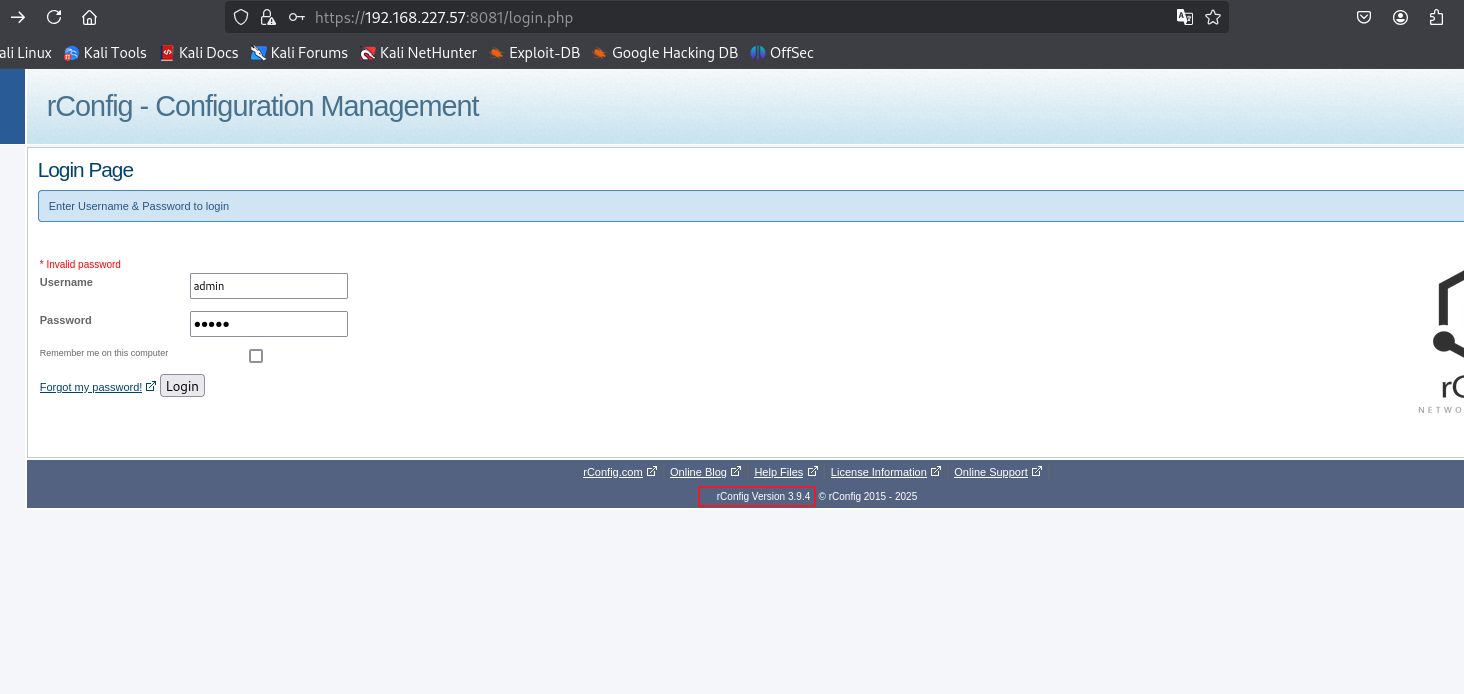 https://192.168.227.57:8081/login.php
ali Linux Kali Tools Kali Docs Kali Forums Kali NetHunter Exploit-DB Google Hacking DB OffSec
rConfig - Configuration Management
Login Page
Enter Username & Password to login
* Invalid password
Username admin
Password ●●●●●
Remember me on this computer
Forgot my password! Login
rC
NETWO
rConfig.com Online Blog Help Files License Information Online Support
rConfig Version 3.9.4 © rConfig 2015 - 2025